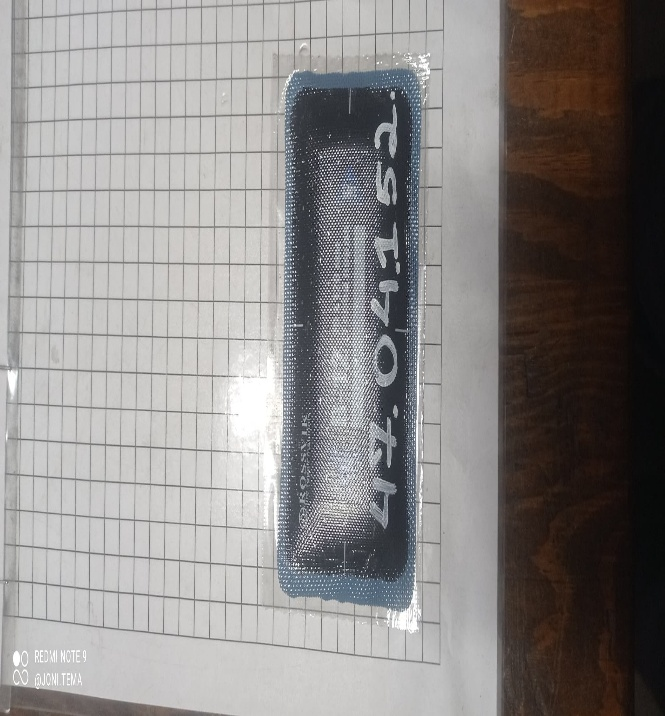 47.04152.
REDMI NOTE 9
@JONI TEMA